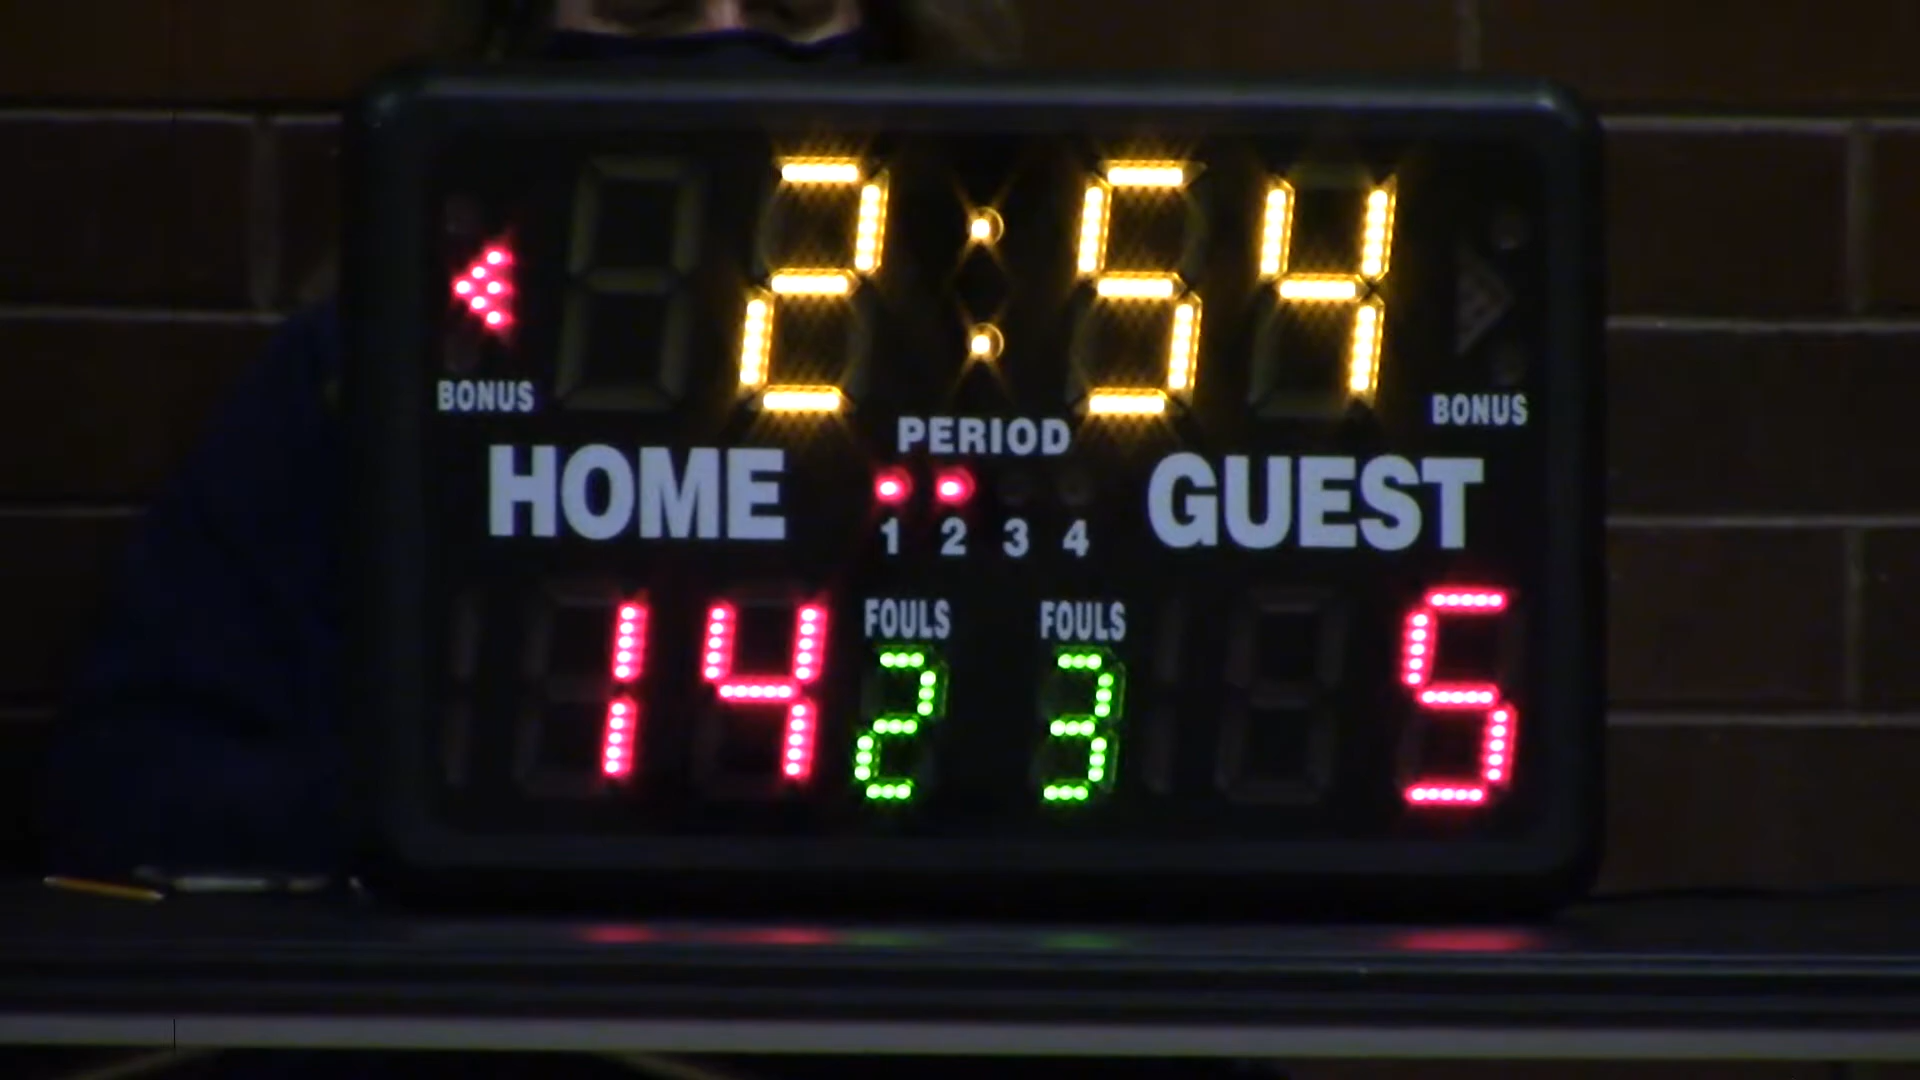 2:54
BONUS BONUS
PERIOD
HOME GUEST
1 2 3 4
FOULS FOULS
14 2 3 5